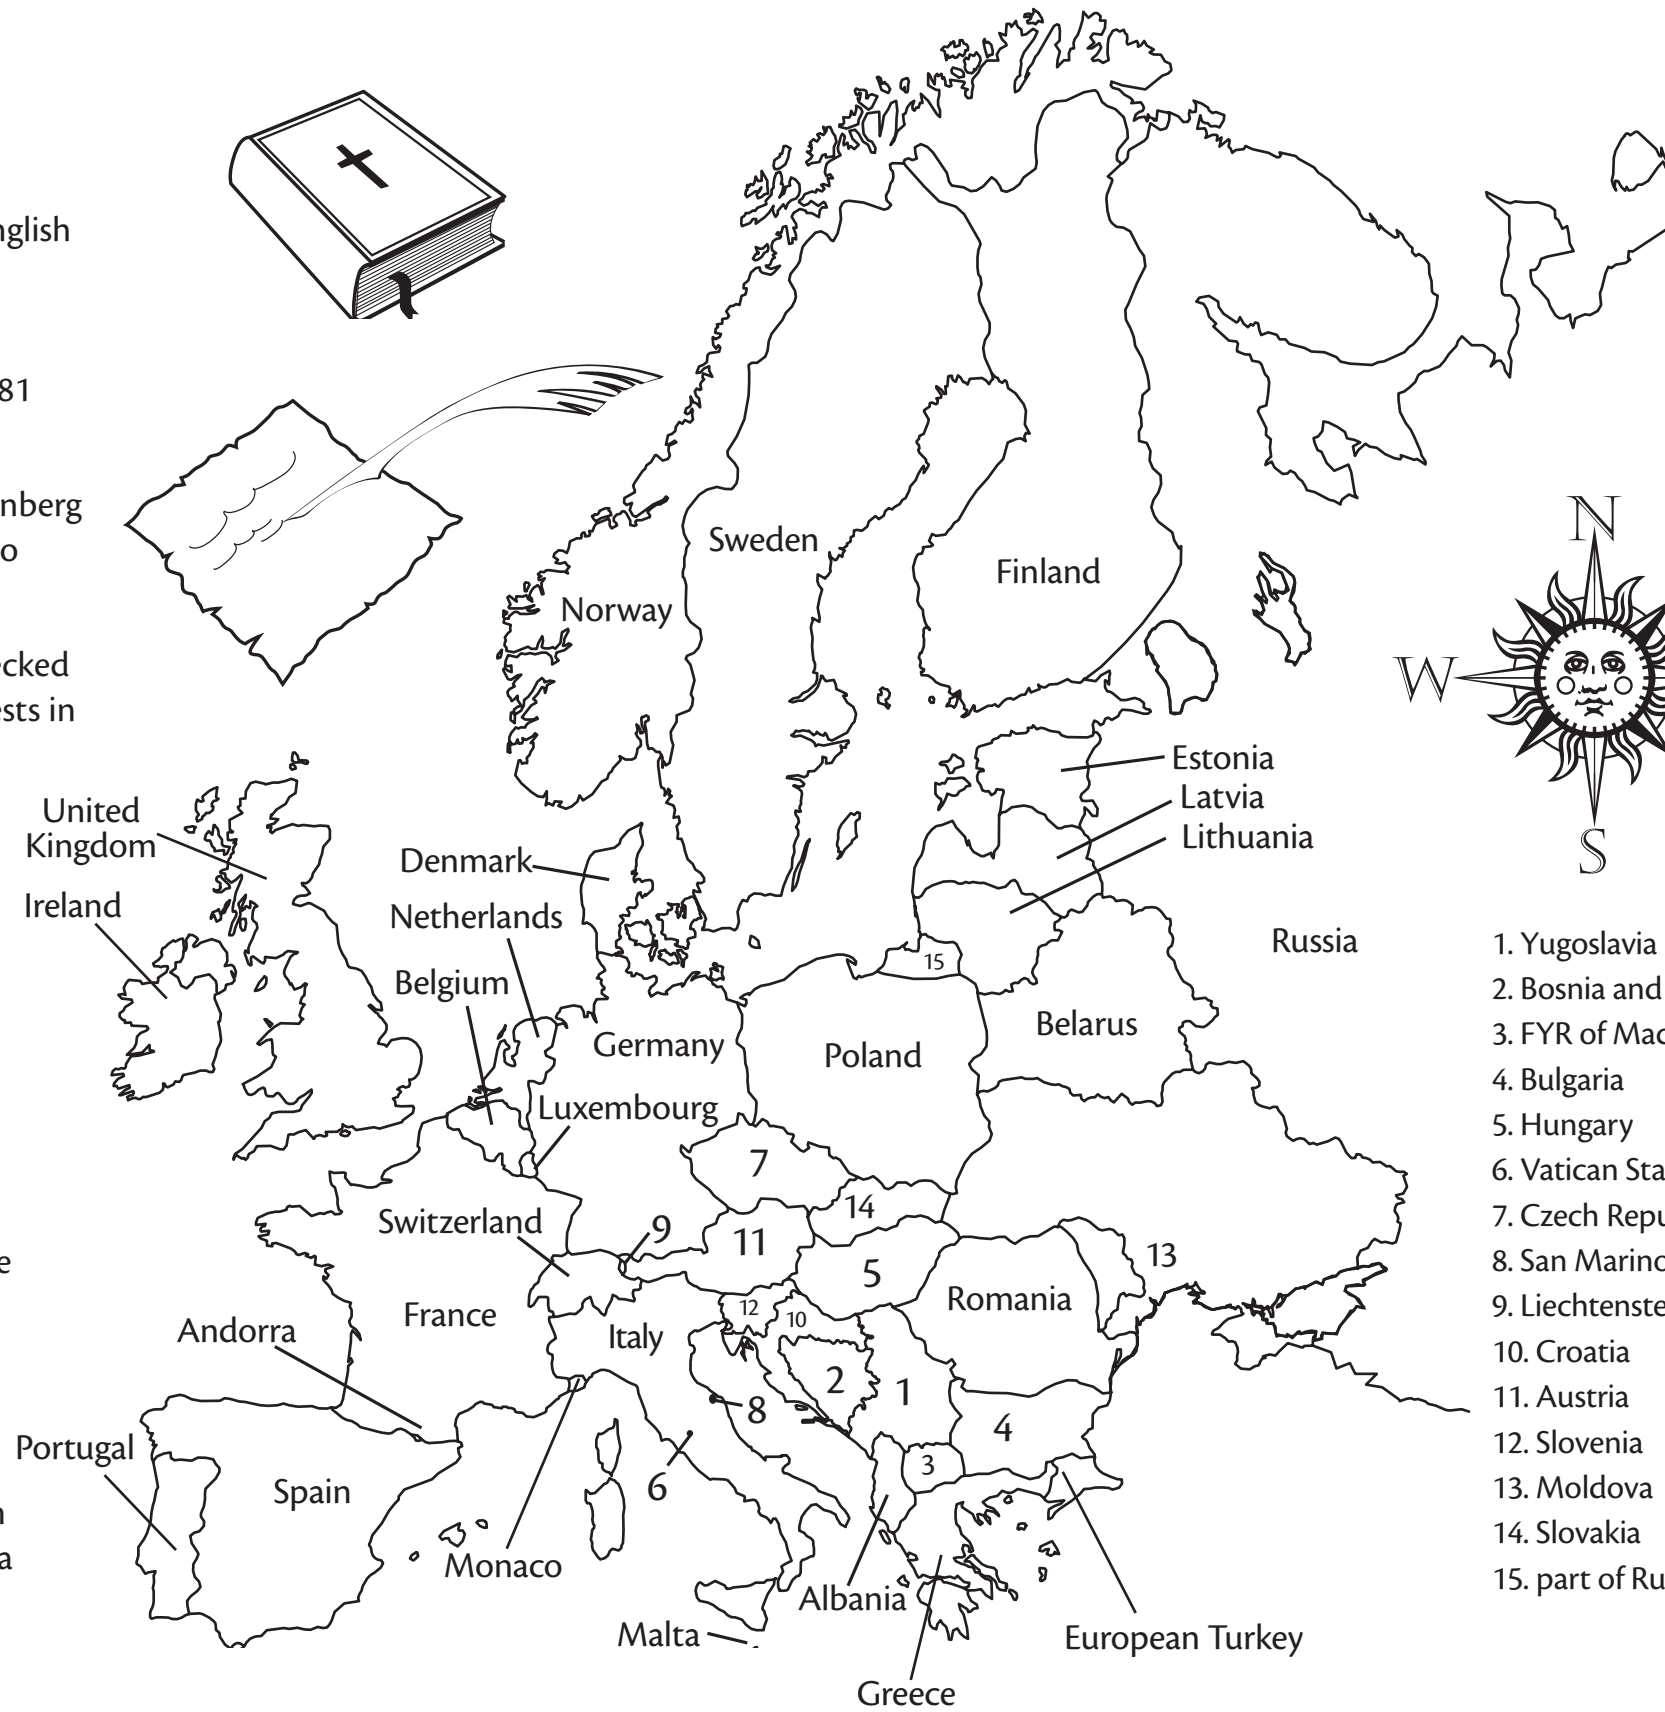 nglish
81
nberg
o
ecked
ests in
e
n
a
N
W
S
Sweden
Finland
Norway
Estonia
Latvia
Lithuania
United
Kingdom
Ireland
Denmark
Netherlands
Belgium
Russia
15
Belarus
Germany
Poland
Luxembourg
7
14
Switzerland
9
11
13
5
Romania
12
10
France
Italy
Andorra
2
1
8
4
Portugal
3
Spain
6
Monaco
Albania
Malta
European Turkey
Greece
1. Yugoslavia
2. Bosnia and
3. FYR of Mac
4. Bulgaria
5. Hungary
6. Vatican Sta
7. Czech Repu
8. San Marino
9. Liechtenste
10. Croatia
11. Austria
12. Slovenia
13. Moldova
14. Slovakia
15. part of Ru